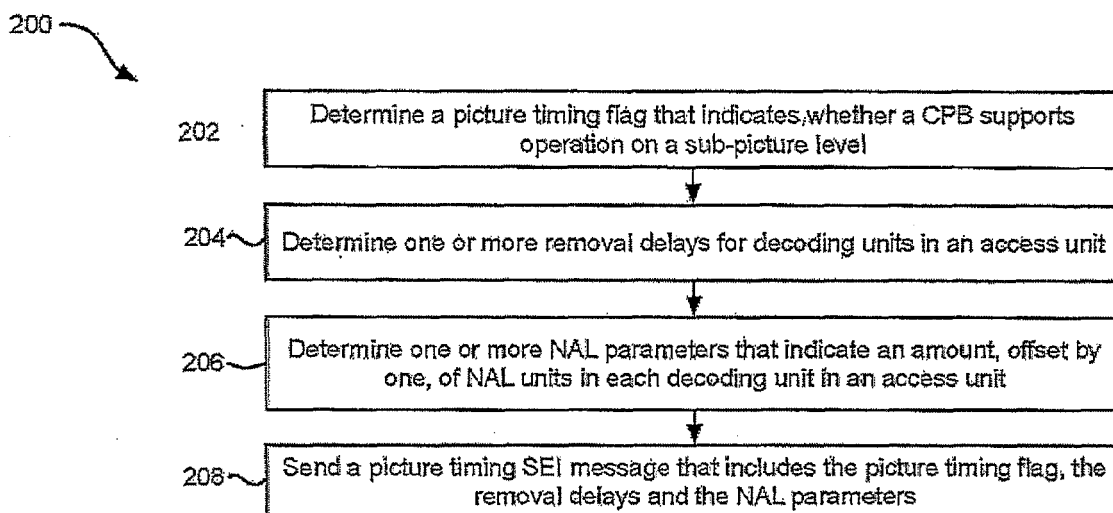 200
202
Determine a picture timing flag that indicates whether a CPB supports
operation on a sub-picture level
204
Determine one or more removal delays for decoding units in an access unit
206
Determine one or more NAL parameters that indicate an amount, offset by
one, of NAL units in each decoding unit in an access unit
208
Send a picture timing SEI message that includes the picture timing flag, the
removal delays and the NAL parameters